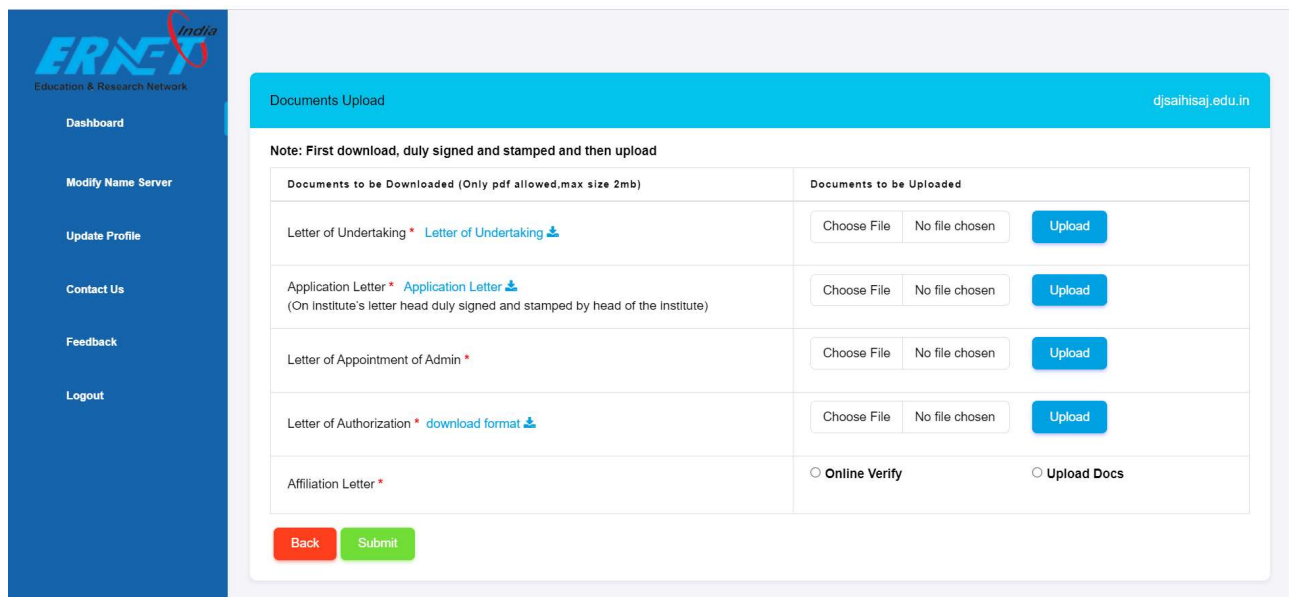 India
ERNET
Education & Research Network
Dashboard
Modify Name Server
Update Profile
Contact Us
Feedback
Logout
Documents Upload djsaihisaj.edu.in
Note: First download, duly signed and stamped and then upload
Documents to be Downloaded (Only pdf allowed,max size 2mb) Documents to be Uploaded
Letter of Undertaking * Letter of Undertaking Choose File No file chosen Upload
Application Letter * Application Letter Choose File No file chosen Upload
(On institute's letter head duly signed and stamped by head of the institute)
Letter of Appointment of Admin * Choose File No file chosen Upload
Letter of Authorization * download format Choose File No file chosen Upload
Affiliation Letter * Online Verify Upload Docs
Back Submit